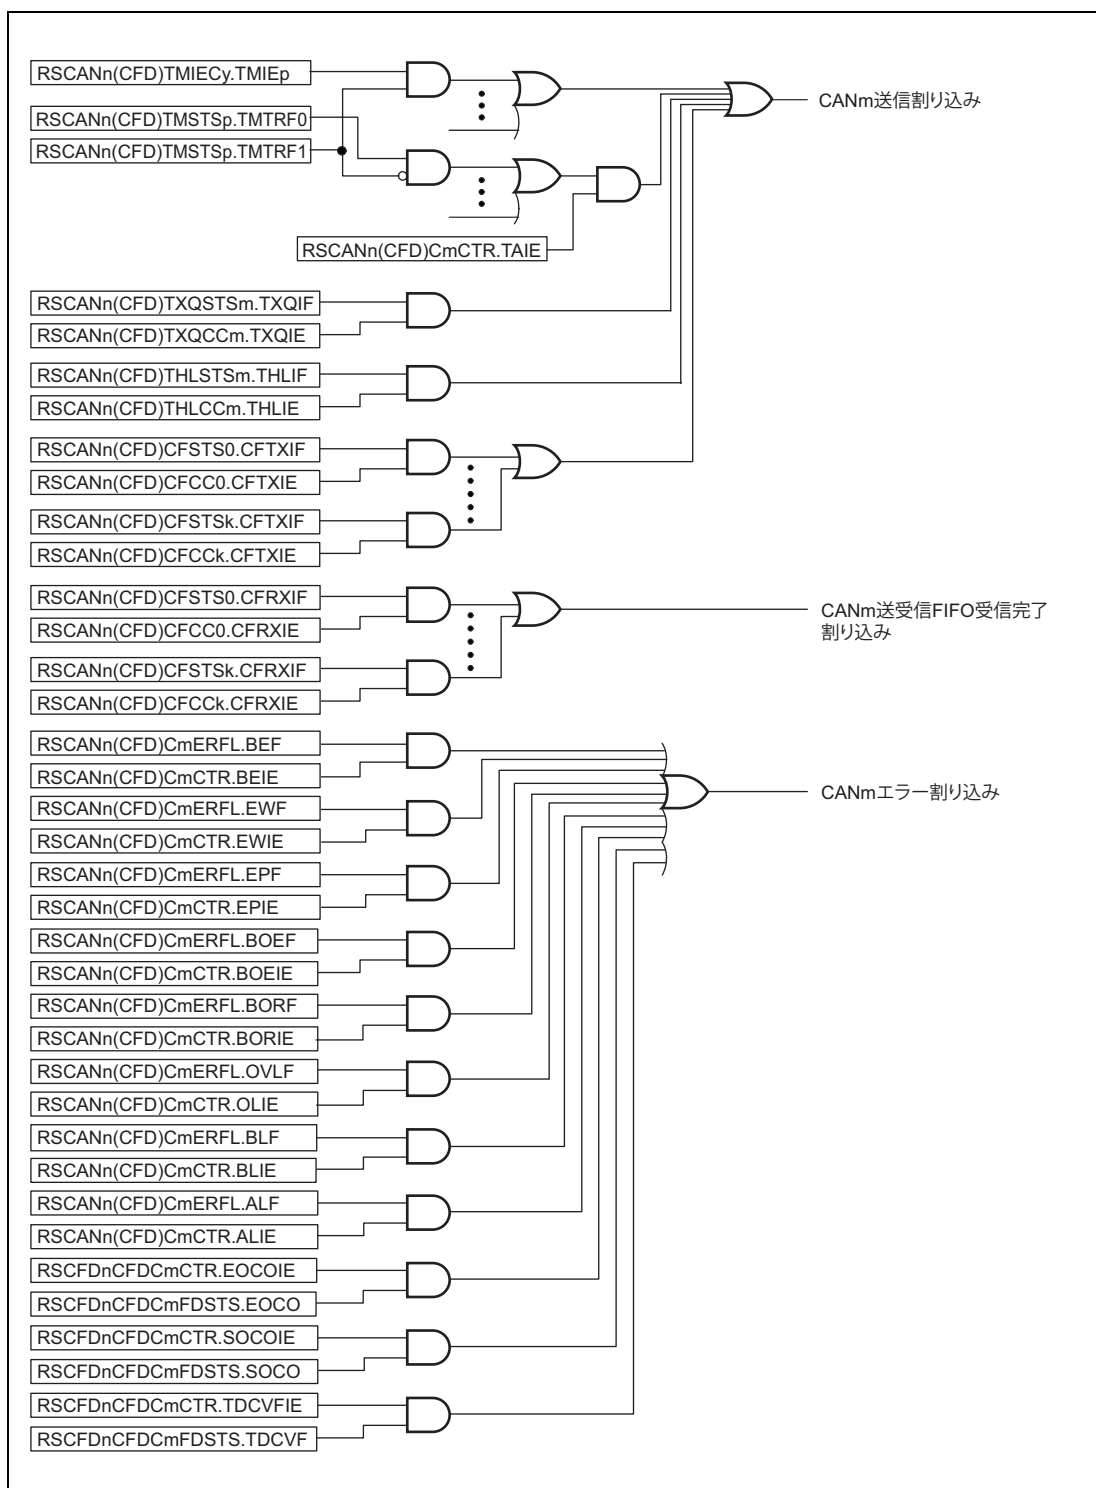 RSCANn(CFD)TMIECy.TMIEp
CANm送信割り込み
RSCANn(CFD)TMSTSp.TMTRF0
RSCANn(CFD)TMSTSp.TMTRF1
RSCANn(CFD)CmCTR.TAIE
RSCANn(CFD)TXQSTSm.TXQIF
RSCANn(CFD)TXQCCm.TXQIE
RSCANn(CFD)THLSTSm.THLIF
RSCANn(CFD)THLCCm.THLIE
RSCANn(CFD)CFSTS0.CFTXIF
RSCANn(CFD)CFCC0.CFTXIE
RSCANn(CFD)CFSTSk.CFTXIF
RSCANn(CFD)CFCCk.CFTXIE
RSCANn(CFD)CFSTS0.CFRXIF
CANm送受信FIFO受信完了
割り込み
RSCANn(CFD)CFCC0.CFRXIE
RSCANn(CFD)CFSTSk.CFRXIF
RSCANn(CFD)CFCCk.CFRXIE
RSCANn(CFD)CmERFL.BEF
RSCANn(CFD)CmCTR.BEIE
CANmエラー割り込み
RSCANn(CFD)CmERFL.EWF
RSCANn(CFD)CmCTR.EWIE
RSCANn(CFD)CmERFL.EPF
RSCANn(CFD)CmCTR.EPIE
RSCANn(CFD)CmERFL.BOEF
RSCANn(CFD)CmCTR.BOEIE
RSCANn(CFD)CmERFL.BORF
RSCANn(CFD)CmCTR.BORIE
RSCANn(CFD)CmERFL.OVLF
RSCANn(CFD)CmCTR.OLIE
RSCANn(CFD)CmERFL.BLF
RSCANn(CFD)CmCTR.BLIE
RSCANn(CFD)CmERFL.ALF
RSCANn(CFD)CmCTR.ALIE
RSCFDnCFDCmCTR.EOCOIE
RSCFDnCFDCmFDSTS.EOCO
RSCFDnCFDCmCTR.SOCOIE
RSCFDnCFDCmFDSTS.SOCO
RSCFDnCFDCmCTR.TDCVFIE
RSCFDnCFDCmFDSTS.TDCVF